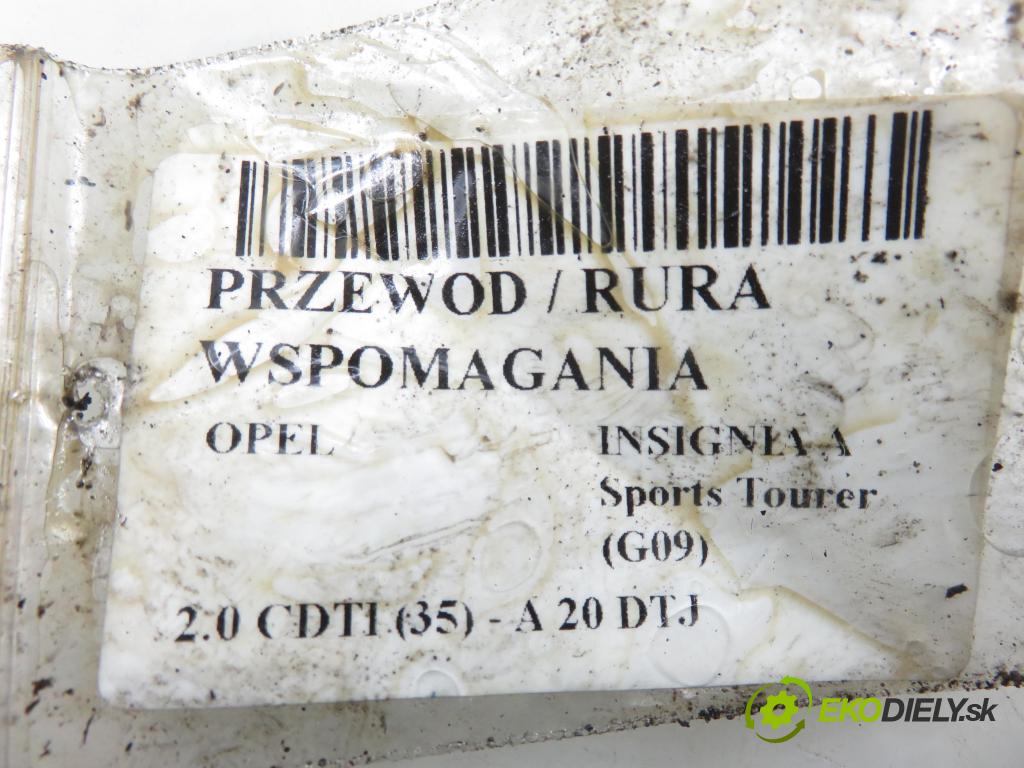 PRZEWOD / RURA
WSPOMAGANIA
OPEL
INSIGNIA A
Sports Tourer
(G09)
2.0 CDTI (35) - A 20 DTJ
EKODIELY.sk